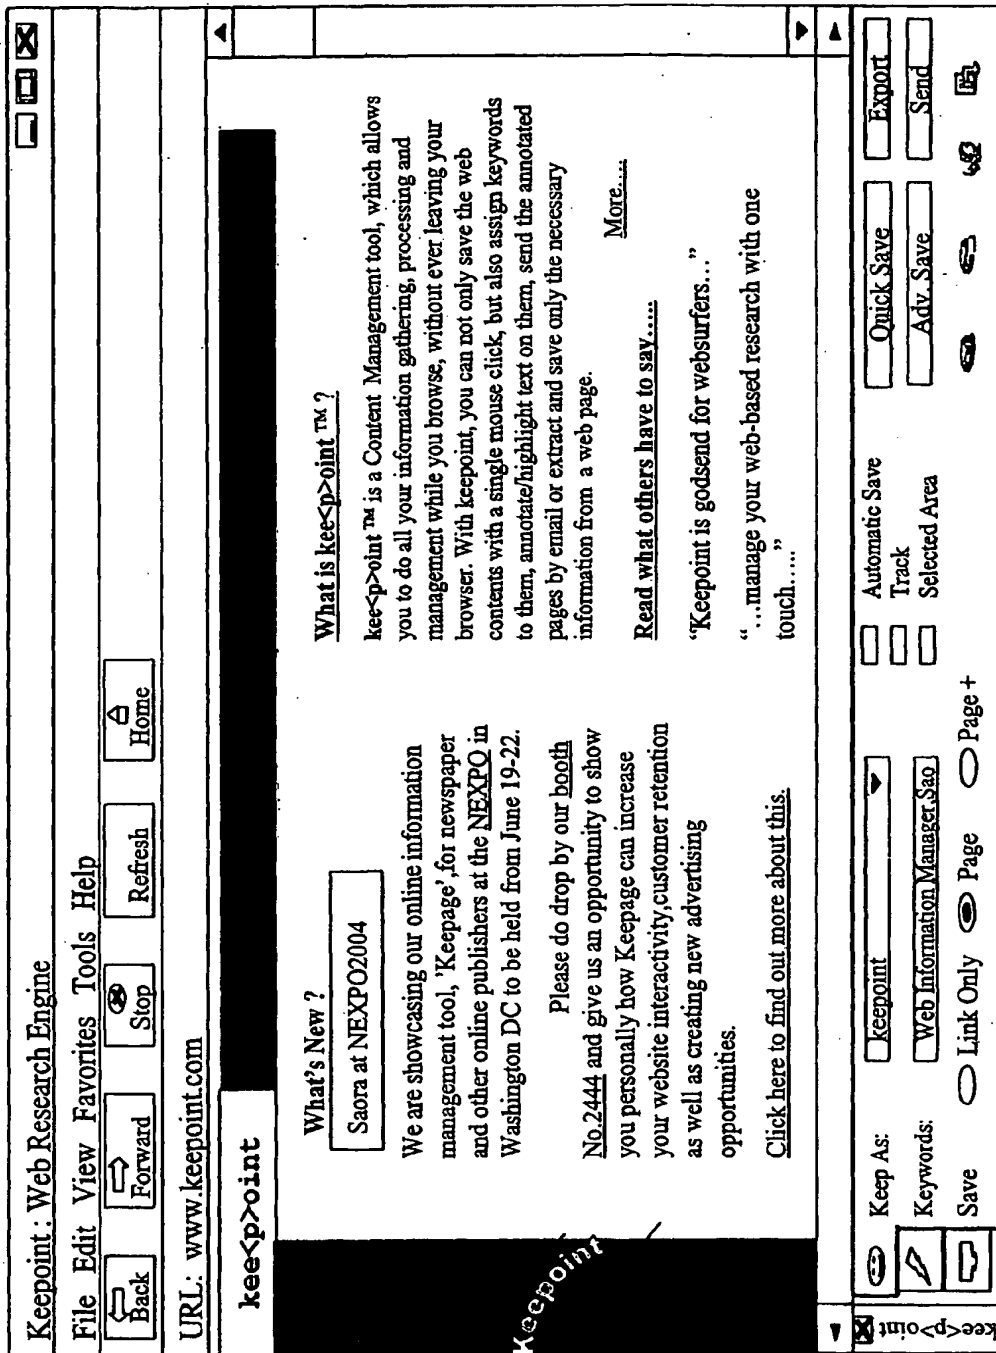 Keepoint : Web Research Engine
File Edit View Favorites Tools Help
Back Forward Stop Refresh Home
URL: www.keepoint.com
kee<p>oint
Keepoint
What's New ?
Saora at NEXPO2004
We are showcasing our online information
management tool, 'Keepage',for newspaper
and other online publishers at the NEXPO in
Washington DC to be held from June 19-22.
Please do drop by our booth
No.2444 and give us an opportunity to show
you personally how Keepage can increase
your website interactivity,customer retention
as well as creating new advertising
opportunities.
Click here to find out more about this.
What is kee<p>oint ™ ?
kee<p>oint ™ is a Content Management tool, which allows
you to do all your information gathering, processing and
management while you browse, without ever leaving your
browser. With keepoint, you can not only save the web
contents with a single mouse click, but also assign keywords
to them, annotate/highlight text on them, send the annotated
pages by email or extract and save only the necessary
information from a web page.
More....
Read what others have to say.....
“Keepoint is godsend for websurfers...”
“...manage your web-based research with one
touch.....”
kee<p>oint
Keep As: keepoint Automatic Save Quick Save Export
Track
Keywords: Web Information Manager,Sao Selected Area Adv. Save Send
Save Link Only Page Page +